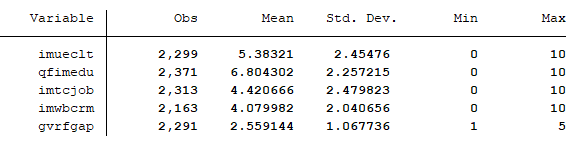 Variable Obs Mean Std. Dev. Min Max
imueclt 2,299 5.38321 2.45476 0 10
qfimedu 2,371 6.804302 2.257215 0 10
imtcjob 2,313 4.420666 2.479823 0 10
imwbcrm 2,163 4.079982 2.040656 0 10
gvrfgap 2,291 2.559144 1.067736 1 5